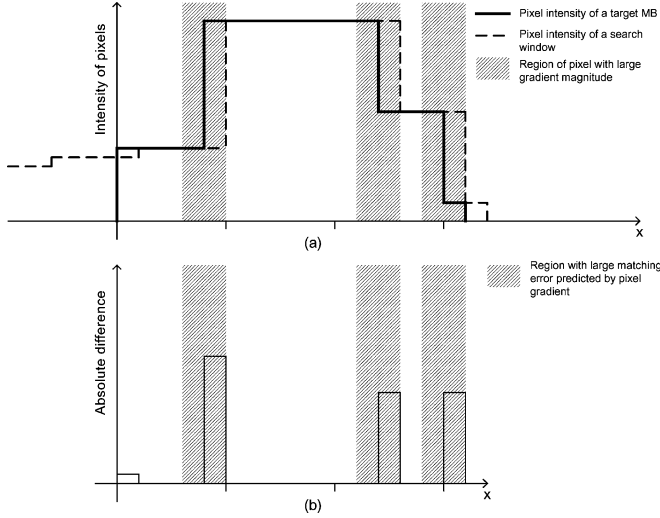 Pixel intensity of a target MB
Pixel intensity of a search
window
Region of pixel with large
gradient magnitude
Intensity of pixels
x
(a)
Region with large matching
error predicted by pixel
gradient
Absolute difference
x
(b)